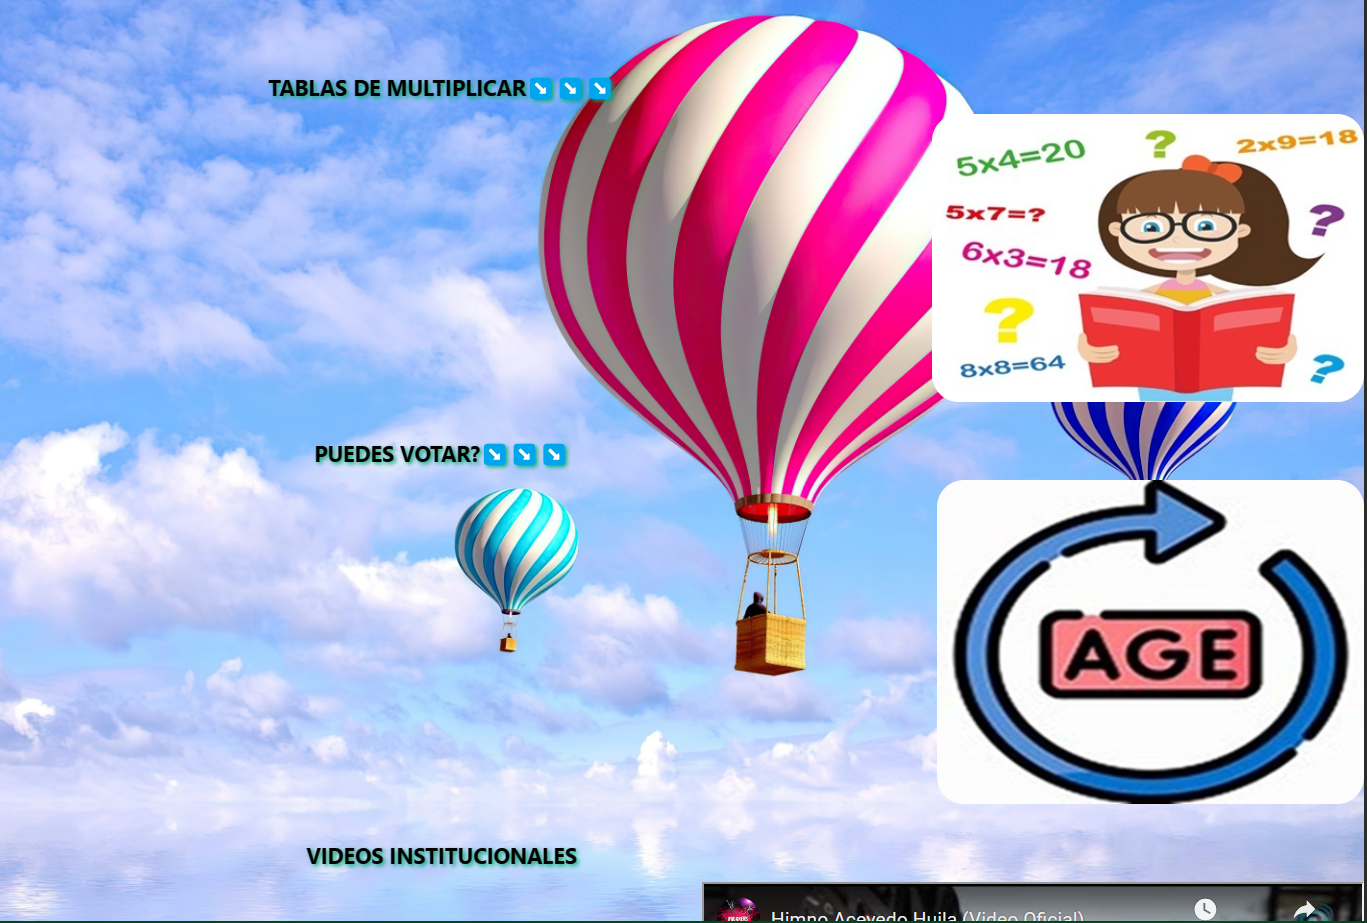 TABLAS DE MULTIPLICAR↘↘↘
5x4=20
2x9=18
5x7=?
6x3=18
8x8=64
PUEDES VOTAR?↘↘↘
AGE
VIDEOS INSTITUCIONALES
Himno Acevedo Huila (Video Oficial)